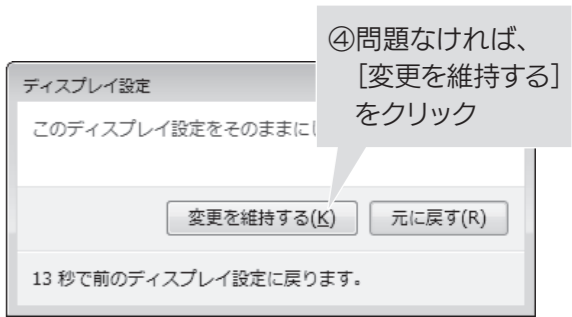 ④問題なければ、
［変更を維持する］
をクリック
ディスプレイ設定
このディスプレイ設定をそのままに
変更を維持する(K)
元に戻す(R)
13 秒で前のディスプレイ設定に戻ります。